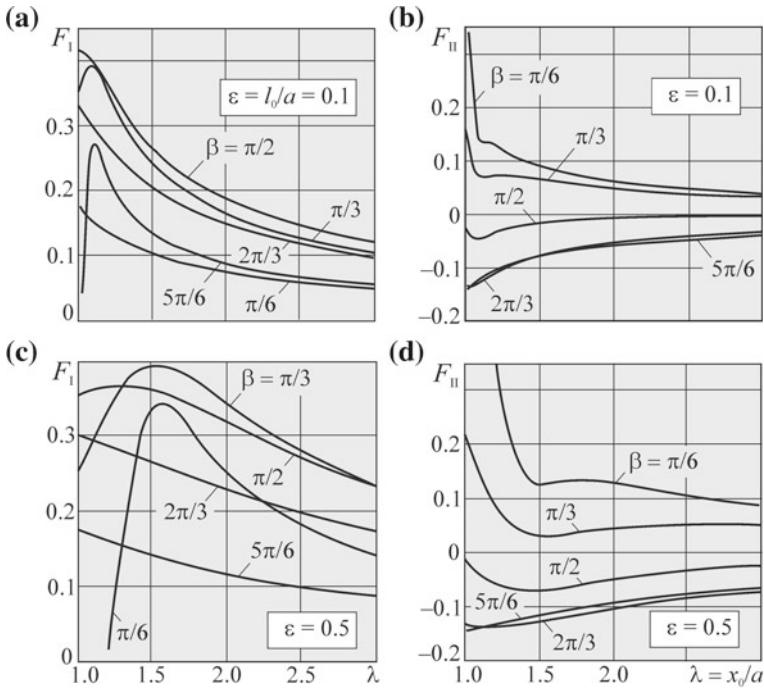 (a)
F_I
0.3
0.2
0.1
0
ε = l₀/a = 0.1
β = π/2
π/3
2π/3
5π/6
π/6
(b)
F_II
0.2
0.1
0
−0.1
−0.2
β = π/6
ε = 0.1
π/3
π/2
5π/6
2π/3
(c)
F_I
0.3
0.2
0.1
0
β = π/3
π/2
2π/3
5π/6
π/6
ε = 0.5
1.0 1.5 2.0 2.5 λ
(d)
F_II
0.2
0.1
0
−0.1
−0.2
β = π/6
π/3
π/2
5π/6
2π/3
ε = 0.5
1.0 1.5 2.0 λ = x₀/a